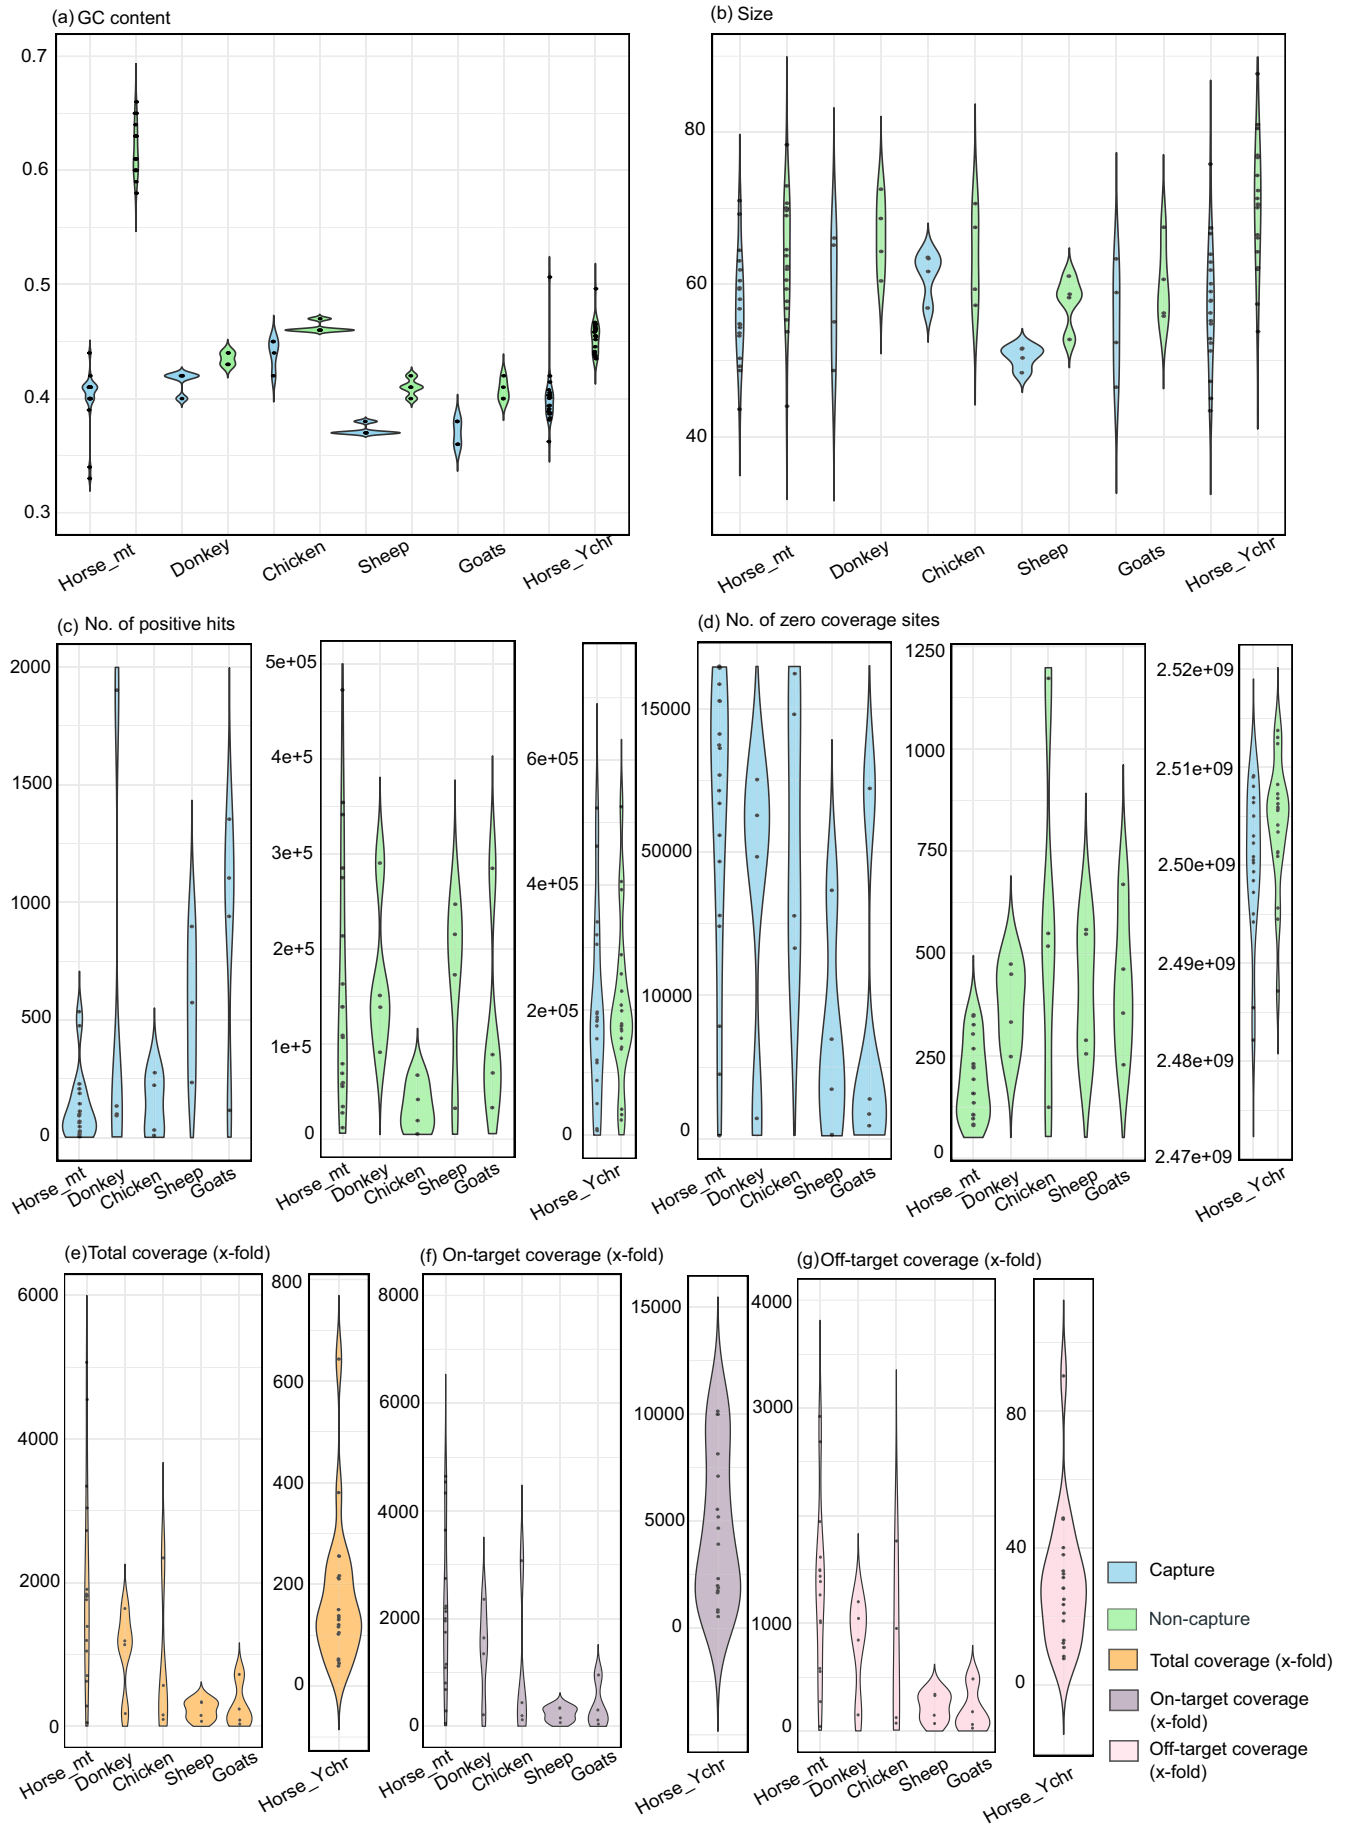 (a) GC content
0.7
0.6
0.5
0.4
0.3
Horse_mt
Donkey
Chicken
Sheep
Goats
Horse_Ychr
(b) Size
80
60
40
Horse_mt
Donkey
Chicken
Sheep
Goats
Horse_Ychr
(c) No. of positive hits
2000
1500
1000
500
0
Horse_mt
Donkey
Chicken
Sheep
Goats
5e+05
4e+5
3e+5
2e+5
1e+5
0
Horse_mt
Donkey
Chicken
Sheep
Goats
6e+05
4e+05
2e+05
0
Horse_Ychr
(d) No. of zero coverage sites
15000
50000
10000
0
Horse_mt
Donkey
Chicken
Sheep
Goats
1250
1000
750
500
250
0
Horse_mt
Donkey
Chicken
Sheep
Goats
2.52e+09
2.51e+09
2.50e+09
2.49e+09
2.48e+09
2.47e+09
Horse_Ychr
(e)Total coverage (x-fold)
6000
4000
2000
0
Horse_mt
Donkey
Chicken
Sheep
Goats
800
600
400
200
0
Horse_Ychr
(f) On-target coverage (x-fold)
8000
6000
4000
2000
0
Horse_mt
Donkey
Chicken
Sheep
Goats
15000
10000
5000
0
Horse_Ychr
(g)Off-target coverage (x-fold)
4000
3000
1000
0
Horse_mt
Donkey
Chicken
Sheep
Goats
80
40
0
Horse_Ychr
Capture
Non-capture
Total coverage (x-fold)
On-target coverage
(x-fold)
Off-target coverage
(x-fold)